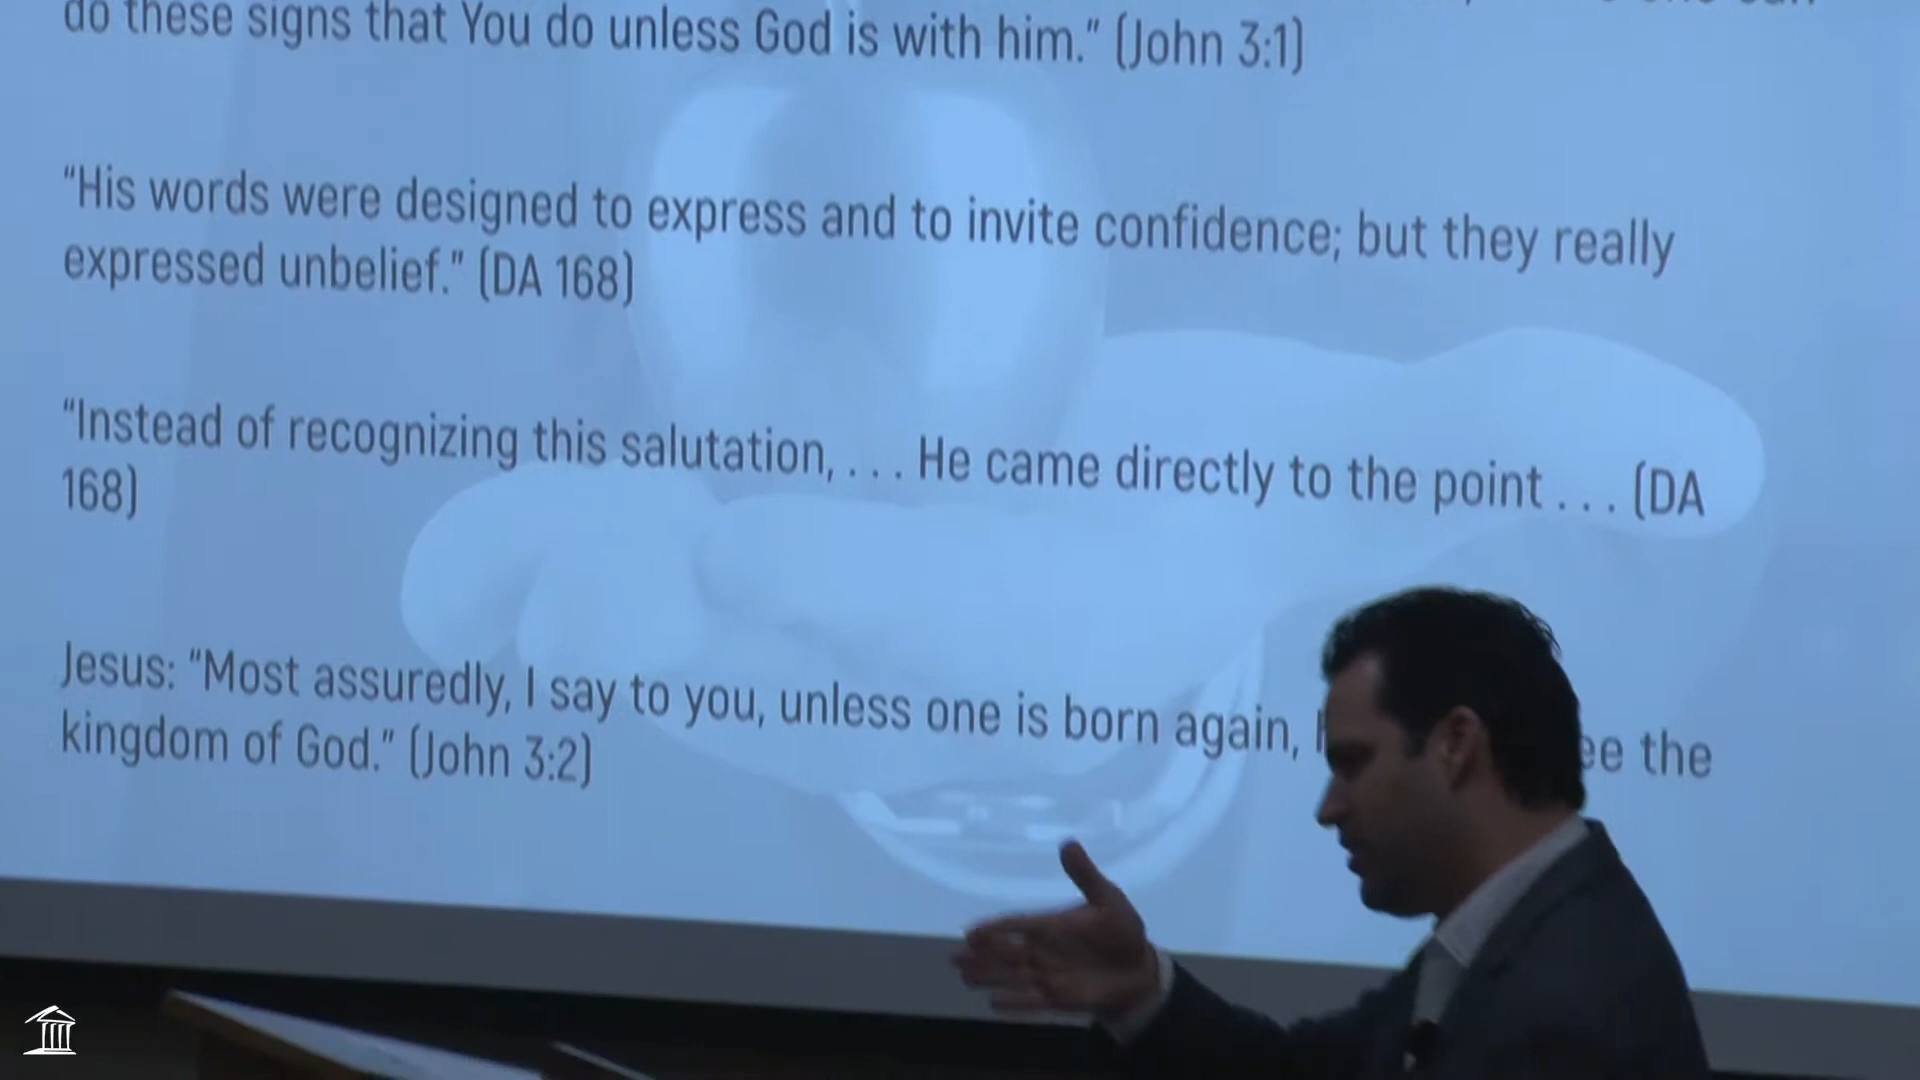 do these signs that You do unless God is with him.” (John 3:1)
“His words were designed to express and to invite confidence; but they really
expressed unbelief.” (DA 168)
“Instead of recognizing this salutation, . . . He came directly to the point . . . (DA
168)
Jesus: “Most assuredly, I say to you, unless one is born again, the
kingdom of God.” (John 3:2)